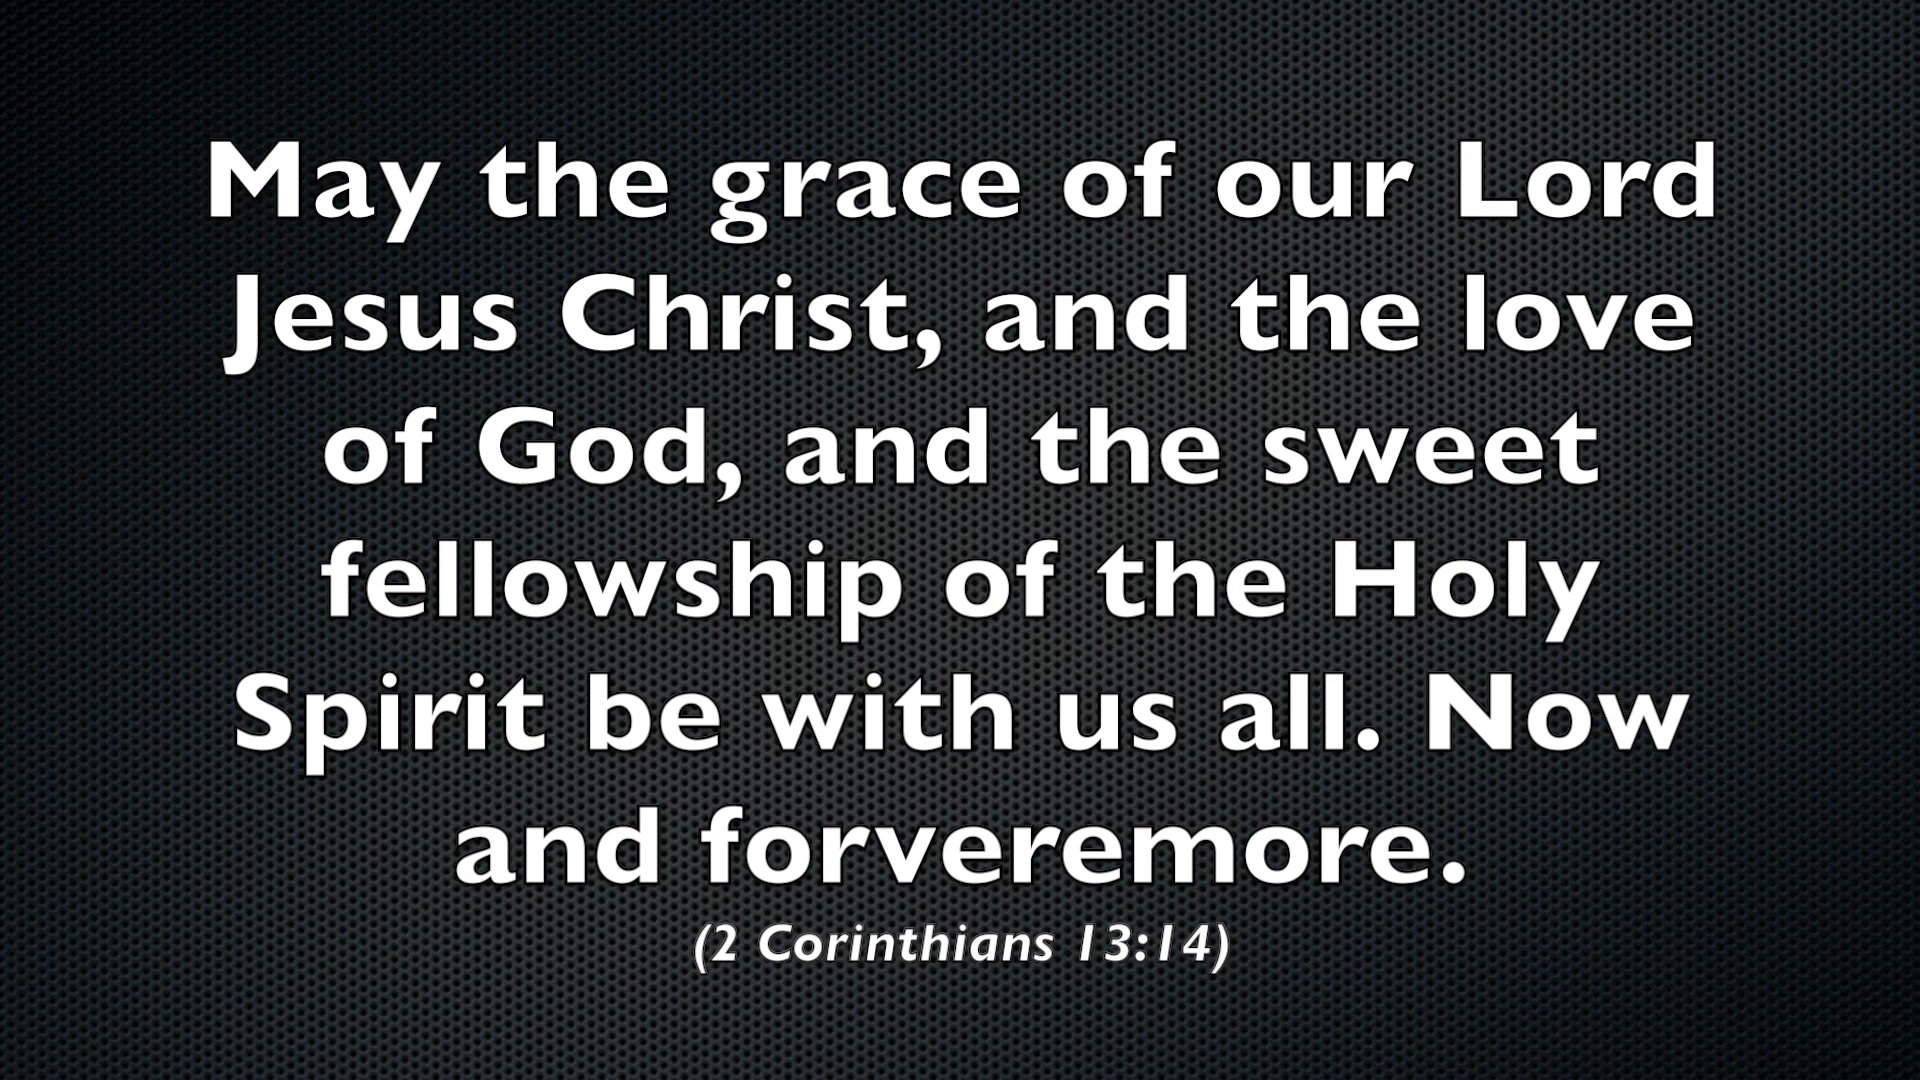 May the grace of our Lord
Jesus Christ, and the love
of God, and the sweet
fellowship of the Holy
Spirit be with us all. Now
and forveremore.
(2 Corinthians 13:14)